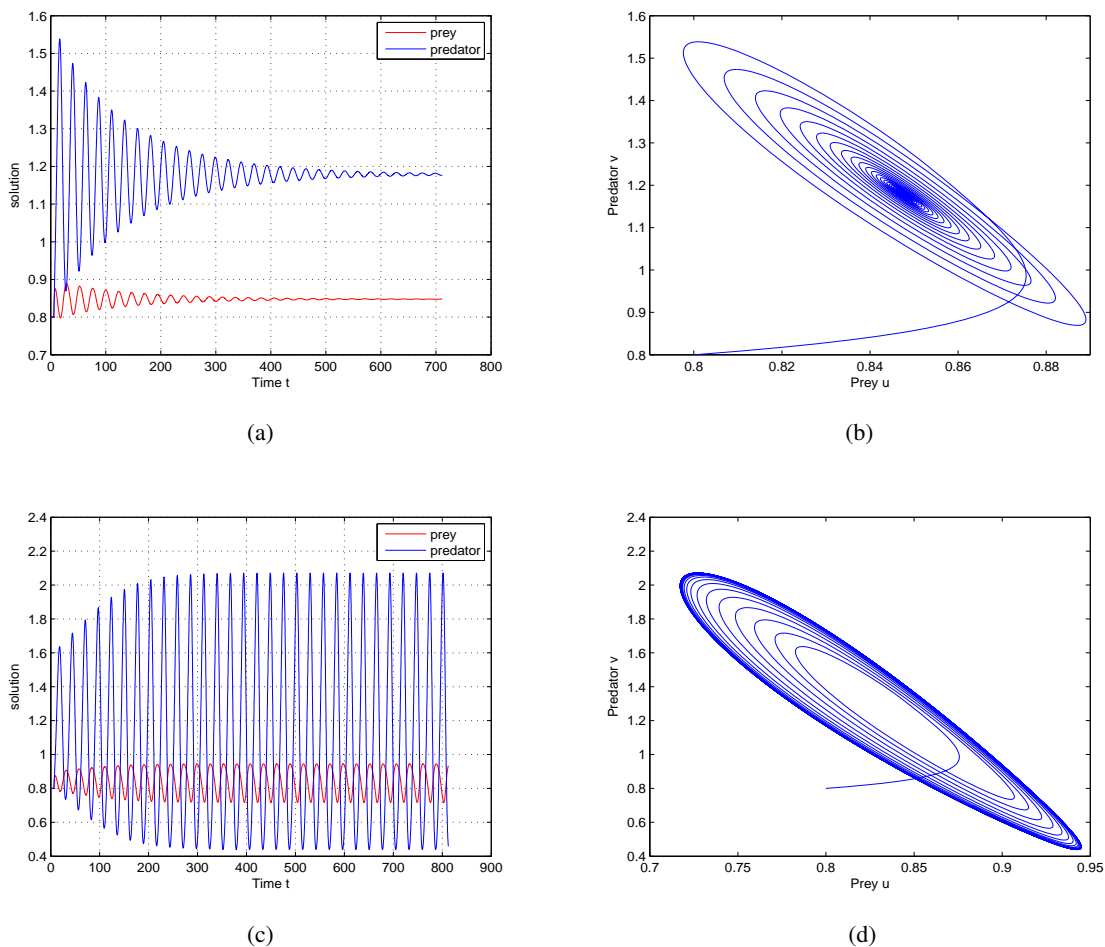 1.6
1.5
1.4
1.3
1.2
1.1
1
0.9
0.8
0.7
0 100 200 300 400 500 600 700 800
solution
Time t
prey
predator
(a)
1.6
1.5
1.4
1.3
1.2
1.1
1
0.9
0.8
0.8 0.82 0.84 0.86 0.88
Predator v
Prey u
(b)
2.4
2.2
2
1.8
1.6
1.4
1.2
1
0.8
0.6
0.4
0 100 200 300 400 500 600 700 800 900
solution
Time t
prey
predator
(c)
2.4
2.2
2
1.8
1.6
1.4
1.2
1
0.8
0.6
0.4
0.7 0.75 0.8 0.85 0.9 0.95
Predator v
Prey u
(d)